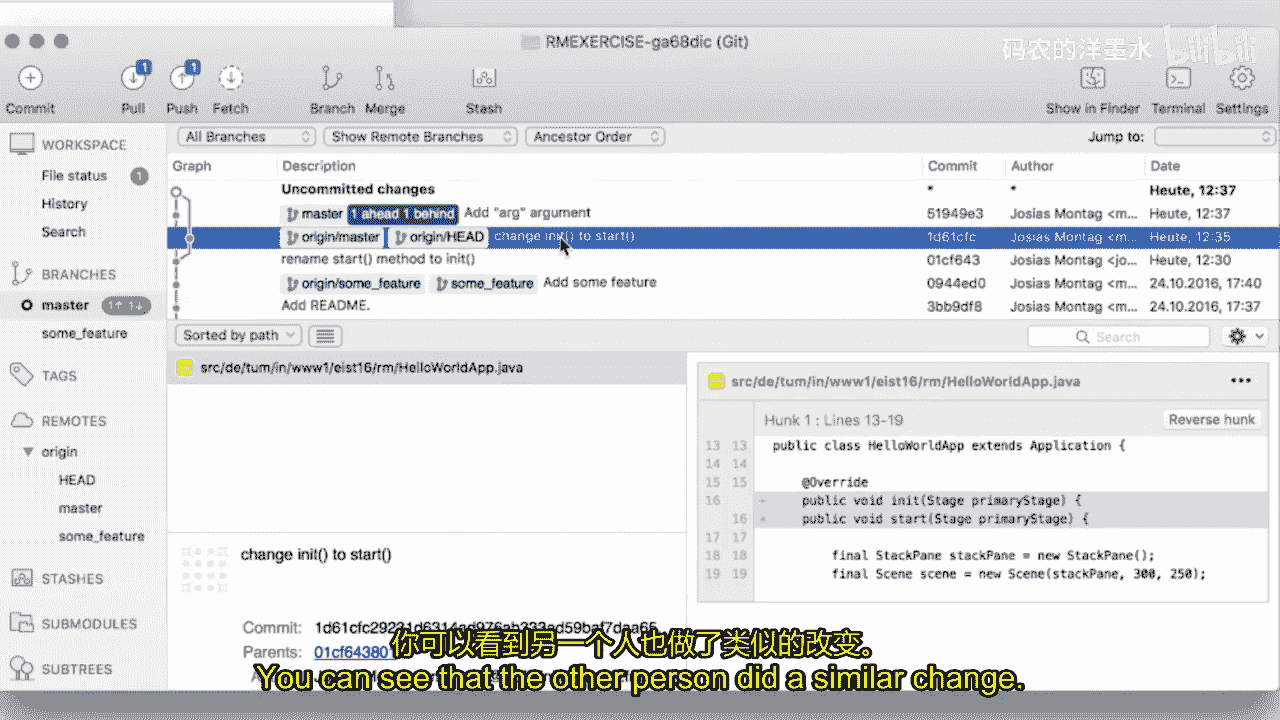 RMEXERCISE-ga68dic (Git)
码农的洋墨水 bilibili
1 1
Commit Pull Push Fetch Branch Merge Stash Show in Finder Terminal Settings
All Branches Show Remote Branches Ancestor Order Jump to:
WORKSPACE
File status 1
History
Search
BRANCHES
master 1↑ 1↓
some_feature
TAGS
REMOTES
origin
HEAD
master
some_feature
STASHES
SUBMODULES
SUBTREES
Graph Description Commit Author Date
Uncommitted changes * * Heute, 12:37
master 1 ahead 1 behind Add "arg" argument 51949e3 Josias Montag <m... Heute, 12:37
origin/master origin/HEAD change init() to start() 1d61cfc Josias Montag <m... Heute, 12:35
rename start() method to init() 01cf643 Josias Montag <jo... Heute, 12:30
origin/some_feature some_feature Add some feature 0944ed0 Josias Montag <m... 24.10.2016, 17:40
Add README. 3bb9df8 Josias Montag <m... 24.10.2016, 17:37
Sorted by path Search
src/de/tum/in/www1/eist16/rm/HelloWorldApp.java
change init() to start()
Commit:
Parents: 01cf64380
src/de/tum/in/www1/eist16/rm/HelloWorldApp.java •••
Hunk 1 : Lines 13-19 Reverse hunk
13 13 public class HelloWorldApp extends Application {
14 14
15 15 @Override
16 - public void init(Stage primaryStage) {
16 + public void start(Stage primaryStage) {
17 17
18 18 final StackPane stackPane = new StackPane();
19 19 final Scene scene = new Scene(stackPane, 300, 250);
你可以看到另一个人也做了类似的改变。
You can see that the other person did a similar change.